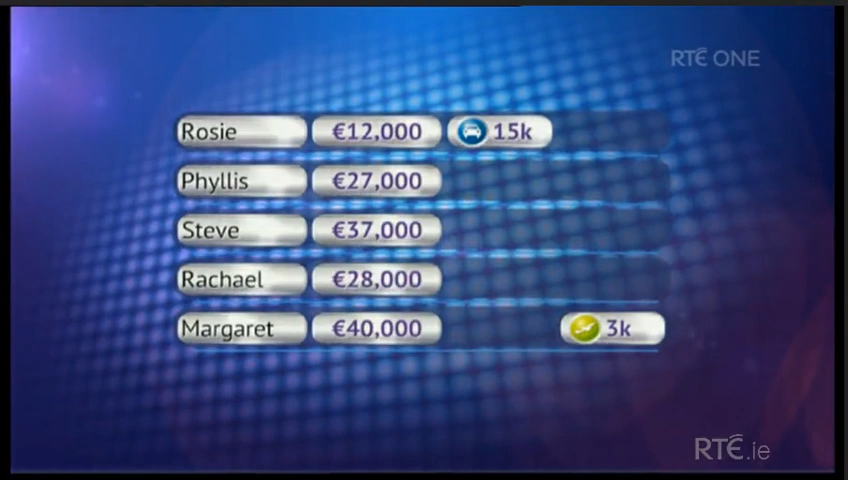 RTÉ ONE
Rosie €12,000 15k
Phyllis €27,000
Steve €37,000
Rachael €28,000
Margaret €40,000 3k
RTÉ.ie